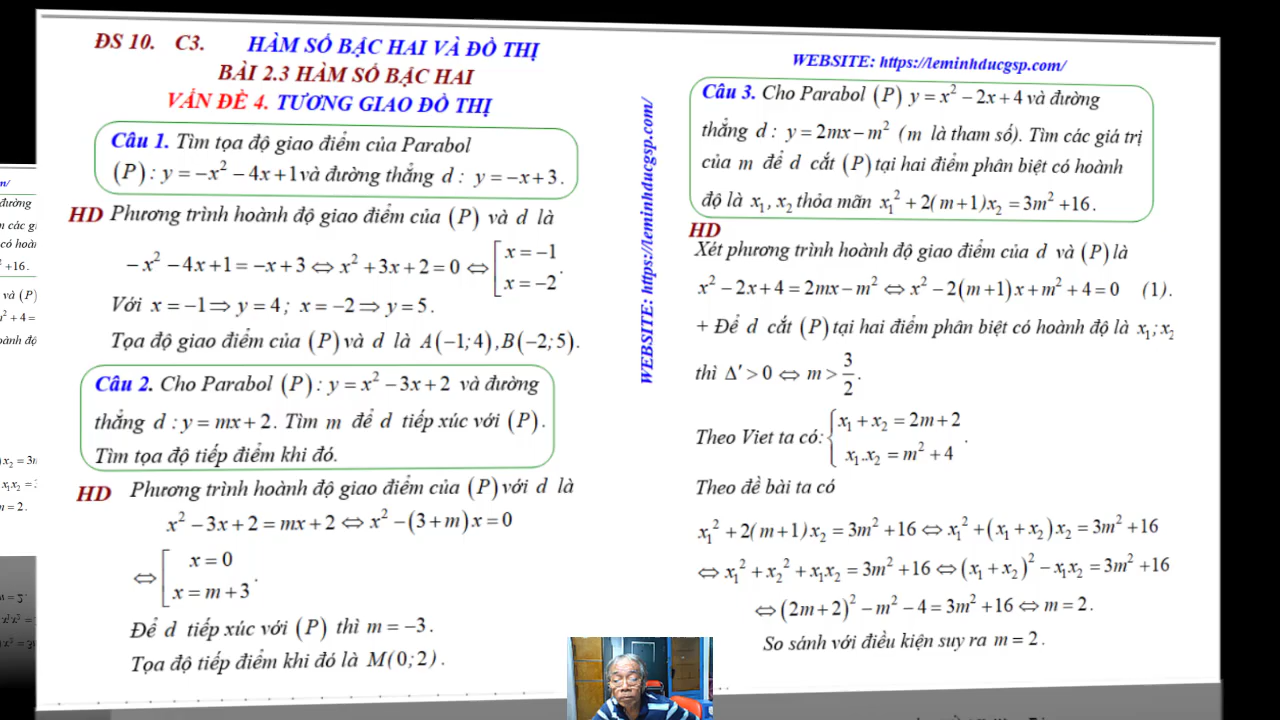 ĐS 10. C3. HÀM SỐ BẬC HAI VÀ ĐỒ THỊ
BÀI 2.3 HÀM SỐ BẬC HAI
VẤN ĐỀ 4. TƯƠNG GIAO ĐỒ THỊ
Câu 1. Tìm tọa độ giao điểm của Parabol
(P): y = −x² − 4x + 1 và đường thẳng d : y = −x + 3.
HD Phương trình hoành độ giao điểm của (P) và d là
−x² − 4x + 1 = −x + 3 ⇔ x² + 3x + 2 = 0 ⇔ [x = −1
x = −2.
Với x = −1 ⇒ y = 4; x = −2 ⇒ y = 5.
Tọa độ giao điểm của (P) và d là A(−1; 4), B(−2; 5).
Câu 2. Cho Parabol (P): y = x² − 3x + 2 và đường
thẳng d : y = mx + 2. Tìm m để d tiếp xúc với (P).
Tìm tọa độ tiếp điểm khi đó.
HD Phương trình hoành độ giao điểm của (P) với d là
x² − 3x + 2 = mx + 2 ⇔ x² − (3 + m)x = 0
⇔ [x = 0
x = m + 3.
Để d tiếp xúc với (P) thì m = −3.
Tọa độ tiếp điểm khi đó là M(0; 2).
WEBSITE: https://leminhducgsp.com/
WEBSITE: https://leminhducgsp.com/
Câu 3. Cho Parabol (P) y = x² − 2x + 4 và đường
thẳng d : y = 2mx − m² (m là tham số). Tìm các giá trị
của m để d cắt (P) tại hai điểm phân biệt có hoành
độ là x₁, x₂ thỏa mãn x₁² + 2(m + 1)x₂ = 3m² + 16.
HD
Xét phương trình hoành độ giao điểm của d và (P) là
x² − 2x + 4 = 2mx − m² ⇔ x² − 2(m + 1)x + m² + 4 = 0 (1).
+ Để d cắt (P) tại hai điểm phân biệt có hoành độ là x₁; x₂
thì Δ′ > 0 ⇔ m > 3/2.
Theo Viet ta có: {x₁ + x₂ = 2m + 2
x₁.x₂ = m² + 4.
Theo đề bài ta có
x₁² + 2(m + 1)x₂ = 3m² + 16 ⇔ x₁² + (x₁ + x₂)x₂ = 3m² + 16
⇔ x₁² + x₂² + x₁x₂ = 3m² + 16 ⇔ (x₁ + x₂)² − x₁x₂ = 3m² + 16
⇔ (2m + 2)² − m² − 4 = 3m² + 16 ⇔ m = 2.
So sánh với điều kiện suy ra m = 2.